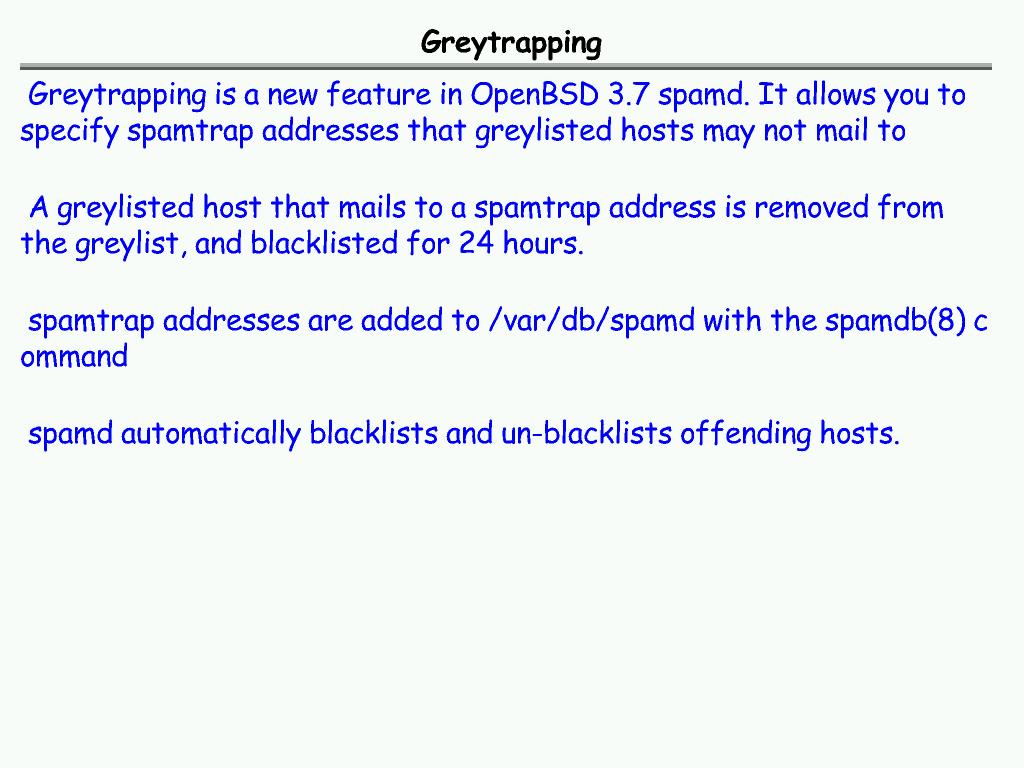 Greytrapping
Greytrapping is a new feature in OpenBSD 3.7 spamd. It allows you to
specify spamtrap addresses that greylisted hosts may not mail to
A greylisted host that mails to a spamtrap address is removed from
the greylist, and blacklisted for 24 hours.
spamtrap addresses are added to /var/db/spamd with the spamdb(8) c
ommand
spamd automatically blacklists and un-blacklists offending hosts.